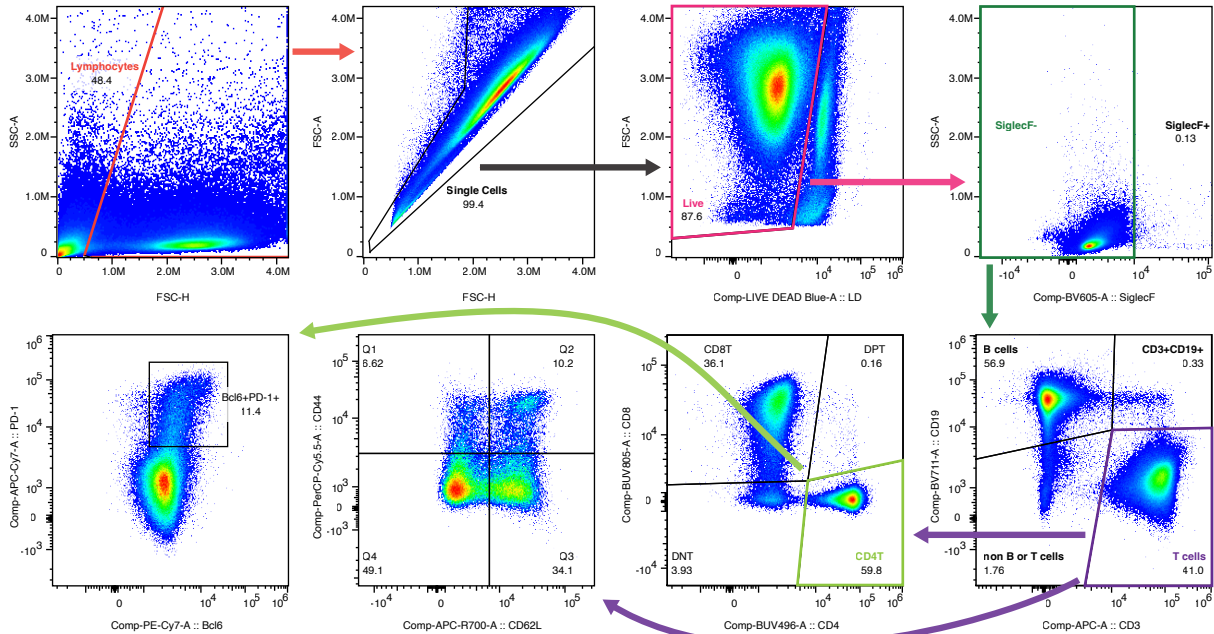 4.0M
3.0M
2.0M
1.0M
0
SSC-A
Lymphocytes
48.4
0
1.0M
2.0M
3.0M
4.0M
FSC-H
4.0M
3.0M
2.0M
1.0M
0
FSC-A
Single Cells
99.4
0
1.0M
2.0M
3.0M
4.0M
FSC-H
4.0M
3.0M
2.0M
1.0M
0
FSC-A
Live
87.6
0
10^4
10^5
10^6
Comp-LIVE DEAD Blue-A :: LD
4.0M
3.0M
2.0M
1.0M
0
SSC-A
SiglecF-
SiglecF+
0.13
-10^4
0
10^4
10^5
10^6
Comp-BV605-A :: SiglecF
10^6
10^5
10^4
10^3
0
-10^3
Comp-APC-Cy7-A :: PD-1
Bcl6+PD-1+
11.4
0
10^4
10^5
10^6
Comp-PE-Cy7-A :: Bcl6
10^5
10^4
10^3
0
-10^3
Comp-PerCP-Cy5.5-A :: CD44
Q1
6.62
Q2
10.2
Q4
49.1
Q3
34.1
-10^4
0
10^4
10^5
Comp-APC-R700-A :: CD62L
10^5
10^4
0
Comp-BUV805-A :: CD8
CD8T
36.1
DPT
0.16
DNT
3.93
CD4T
59.8
0
10^4
10^5
10^6
Comp-BUV496-A :: CD4
10^6
10^5
10^4
10^3
0
-10^3
Comp-BV711-A :: CD19
B cells
56.9
CD3+CD19+
0.33
non B or T cells
1.76
T cells
41.0
0
10^4
10^5
10^6
Comp-APC-A :: CD3